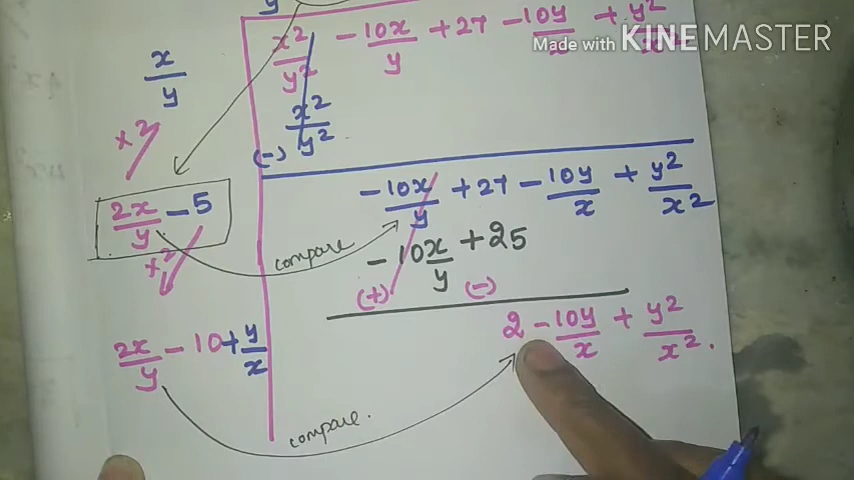 y
x²/y² - 10x/y + 27 - 10y/x + y²/x²
Made with KINEMASTER
x/y
x²/y²
(-)
×2
- 10x/y + 27 - 10y/x + y²/x²
2x/y - 5
compare
- 10x/y + 25
×2
(+) (-)
2 - 10y/x + y²/x².
2x/y - 10 + y/x
compare.